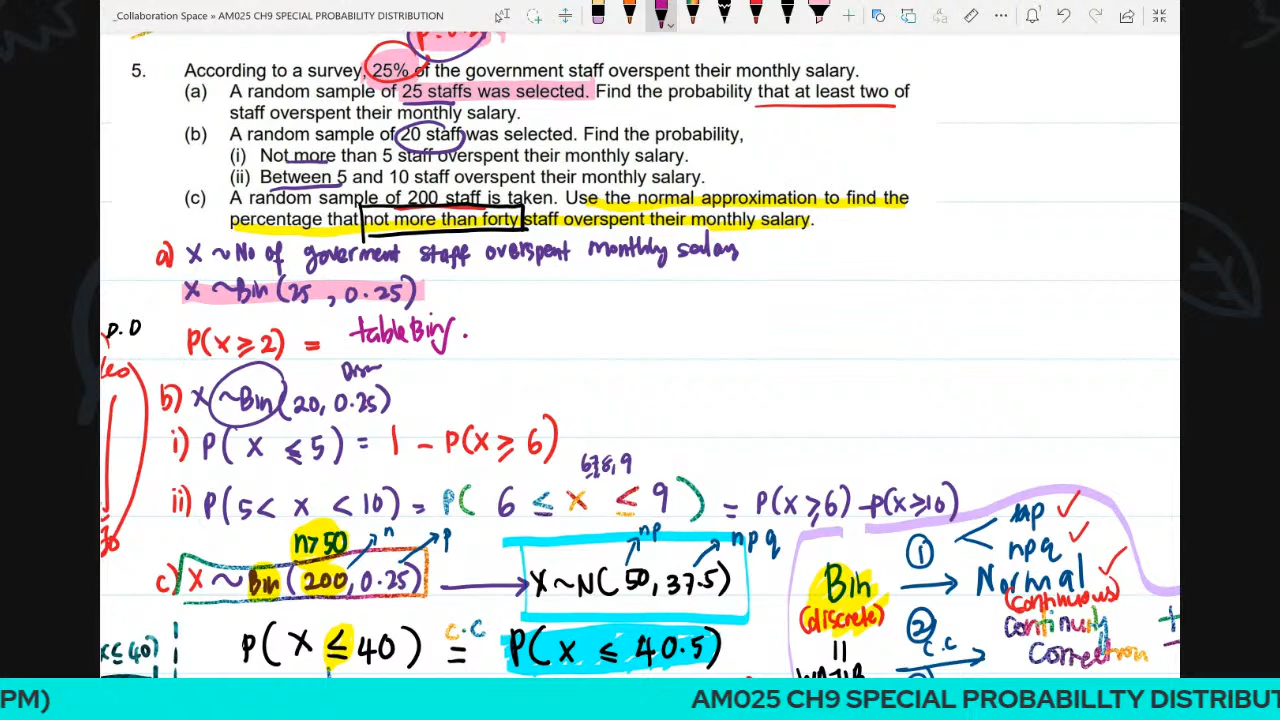 _Collaboration Space » AM025 CH9 SPECIAL PROBABILITY DISTRIBUTION
5. According to a survey, 25% of the government staff overspent their monthly salary.
(a) A random sample of 25 staffs was selected. Find the probability that at least two of
staff overspent their monthly salary.
(b) A random sample of 20 staff was selected. Find the probability,
(i) Not more than 5 staff overspent their monthly salary.
(ii) Between 5 and 10 staff overspent their monthly salary.
(c) A random sample of 200 staff is taken. Use the normal approximation to find the
percentage that not more than forty staff overspent their monthly salary.
a) X ~ No of goverment staff overspent monthly salary
X ~ Bin (25, 0.25)
P(X ≥ 2) =
b) X ~ Bin (20, 0.25)
i) P( X ≤ 5) = 1 - P(X ≥ 6)
6,7,8,9
ii) P(5 < X < 10) = P( 6 ≤ X ≤ 9 ) = P(X ≥ 6) - P(X ≥ 10)
n > 50 n p np npq
c) X ~ Bin (200, 0.25) X ~ N( 50, 37.5)
P( X ≤ 40 ) = P( X ≤ 40.5)
c.c
Bin
(discrete)
①
np
npq
Normal
(continuous)
②
c.c
Continuity
Correction
X ≤ 40)
PM)
AM025 CH9 SPECIAL PROBABILLTY DISTRIBUT